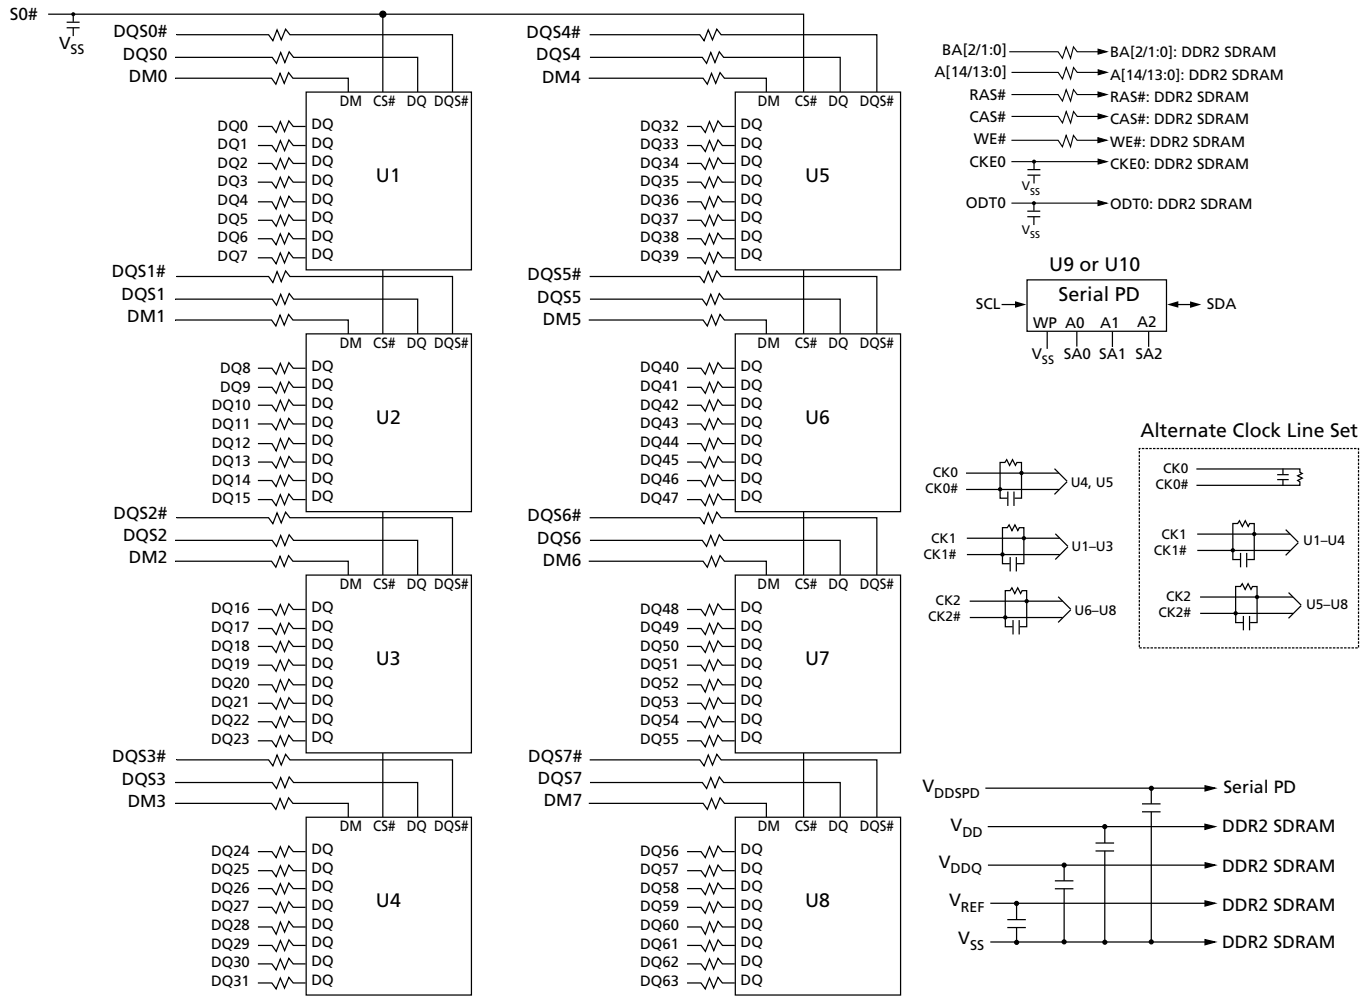 S0#
VSS
DQS0#
DQS0
DM0
DM CS# DQ DQS#
DQ0 DQ
DQ1 DQ
DQ2 DQ
DQ3 DQ
DQ4 DQ
DQ5 DQ
DQ6 DQ
DQ7 DQ
U1
DQS1#
DQS1
DM1
DM CS# DQ DQS#
DQ8 DQ
DQ9 DQ
DQ10 DQ
DQ11 DQ
DQ12 DQ
DQ13 DQ
DQ14 DQ
DQ15 DQ
U2
DQS2#
DQS2
DM2
DM CS# DQ DQS#
DQ16 DQ
DQ17 DQ
DQ18 DQ
DQ19 DQ
DQ20 DQ
DQ21 DQ
DQ22 DQ
DQ23 DQ
U3
DQS3#
DQS3
DM3
DM CS# DQ DQS#
DQ24 DQ
DQ25 DQ
DQ26 DQ
DQ27 DQ
DQ28 DQ
DQ29 DQ
DQ30 DQ
DQ31 DQ
U4
DQS4#
DQS4
DM4
DM CS# DQ DQS#
DQ32 DQ
DQ33 DQ
DQ34 DQ
DQ35 DQ
DQ36 DQ
DQ37 DQ
DQ38 DQ
DQ39 DQ
U5
DQS5#
DQS5
DM5
DM CS# DQ DQS#
DQ40 DQ
DQ41 DQ
DQ42 DQ
DQ43 DQ
DQ44 DQ
DQ45 DQ
DQ46 DQ
DQ47 DQ
U6
DQS6#
DQS6
DM6
DM CS# DQ DQS#
DQ48 DQ
DQ49 DQ
DQ50 DQ
DQ51 DQ
DQ52 DQ
DQ53 DQ
DQ54 DQ
DQ55 DQ
U7
DQS7#
DQS7
DM7
DM CS# DQ DQS#
DQ56 DQ
DQ57 DQ
DQ58 DQ
DQ59 DQ
DQ60 DQ
DQ61 DQ
DQ62 DQ
DQ63 DQ
U8
BA[2/1:0] BA[2/1:0]: DDR2 SDRAM
A[14/13:0] A[14/13:0]: DDR2 SDRAM
RAS# RAS#: DDR2 SDRAM
CAS# CAS#: DDR2 SDRAM
WE# WE#: DDR2 SDRAM
CKE0 CKE0: DDR2 SDRAM
VSS
ODT0 ODT0: DDR2 SDRAM
VSS
U9 or U10
SCL Serial PD SDA
WP A0 A1 A2
VSS SA0 SA1 SA2
CK0
CK0#
U4, U5
CK1
CK1#
U1–U3
CK2
CK2#
U6–U8
Alternate Clock Line Set
CK0
CK0#
CK1
CK1#
U1–U4
CK2
CK2#
U5–U8
VDDSPD Serial PD
VDD DDR2 SDRAM
VDDQ DDR2 SDRAM
VREF DDR2 SDRAM
VSS DDR2 SDRAM